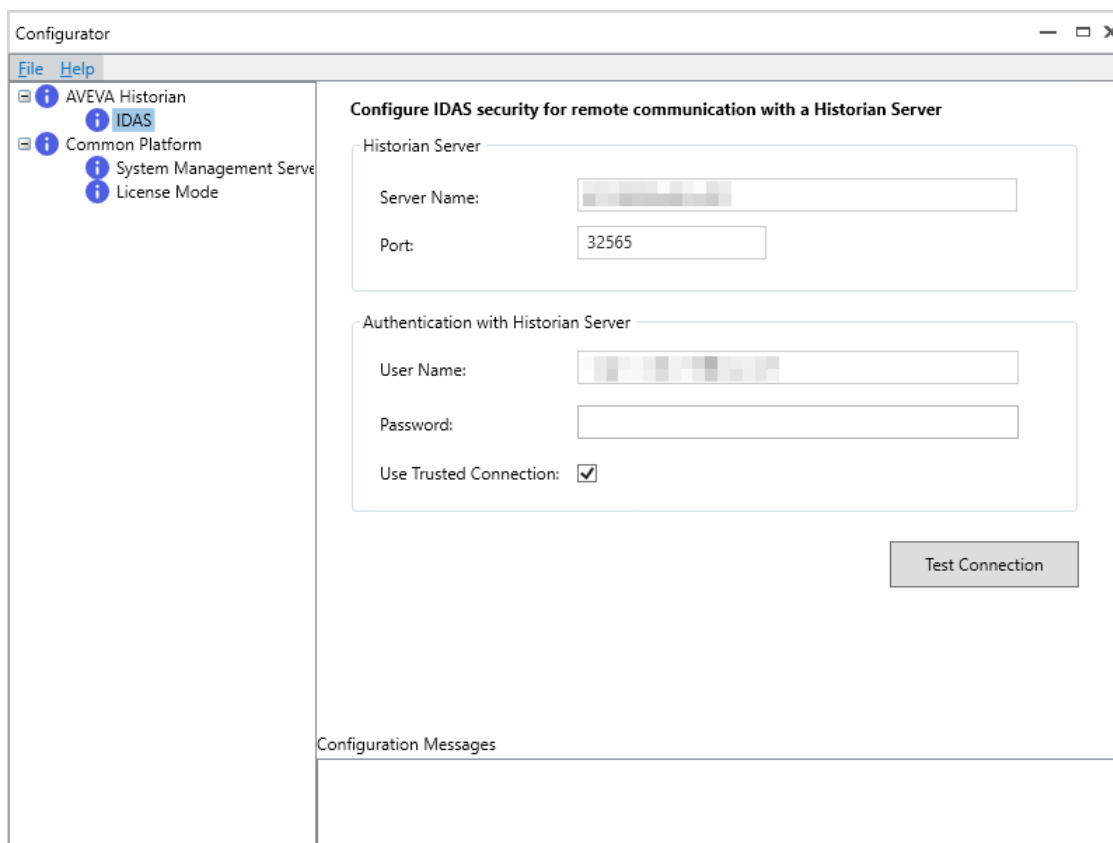 Configurator
File Help
AVEVA Historian
IDAS
Common Platform
System Management Serve
License Mode
Configure IDAS security for remote communication with a Historian Server
Historian Server
Server Name:
Port: 32565
Authentication with Historian Server
User Name:
Password:
Use Trusted Connection:
Test Connection
Configuration Messages